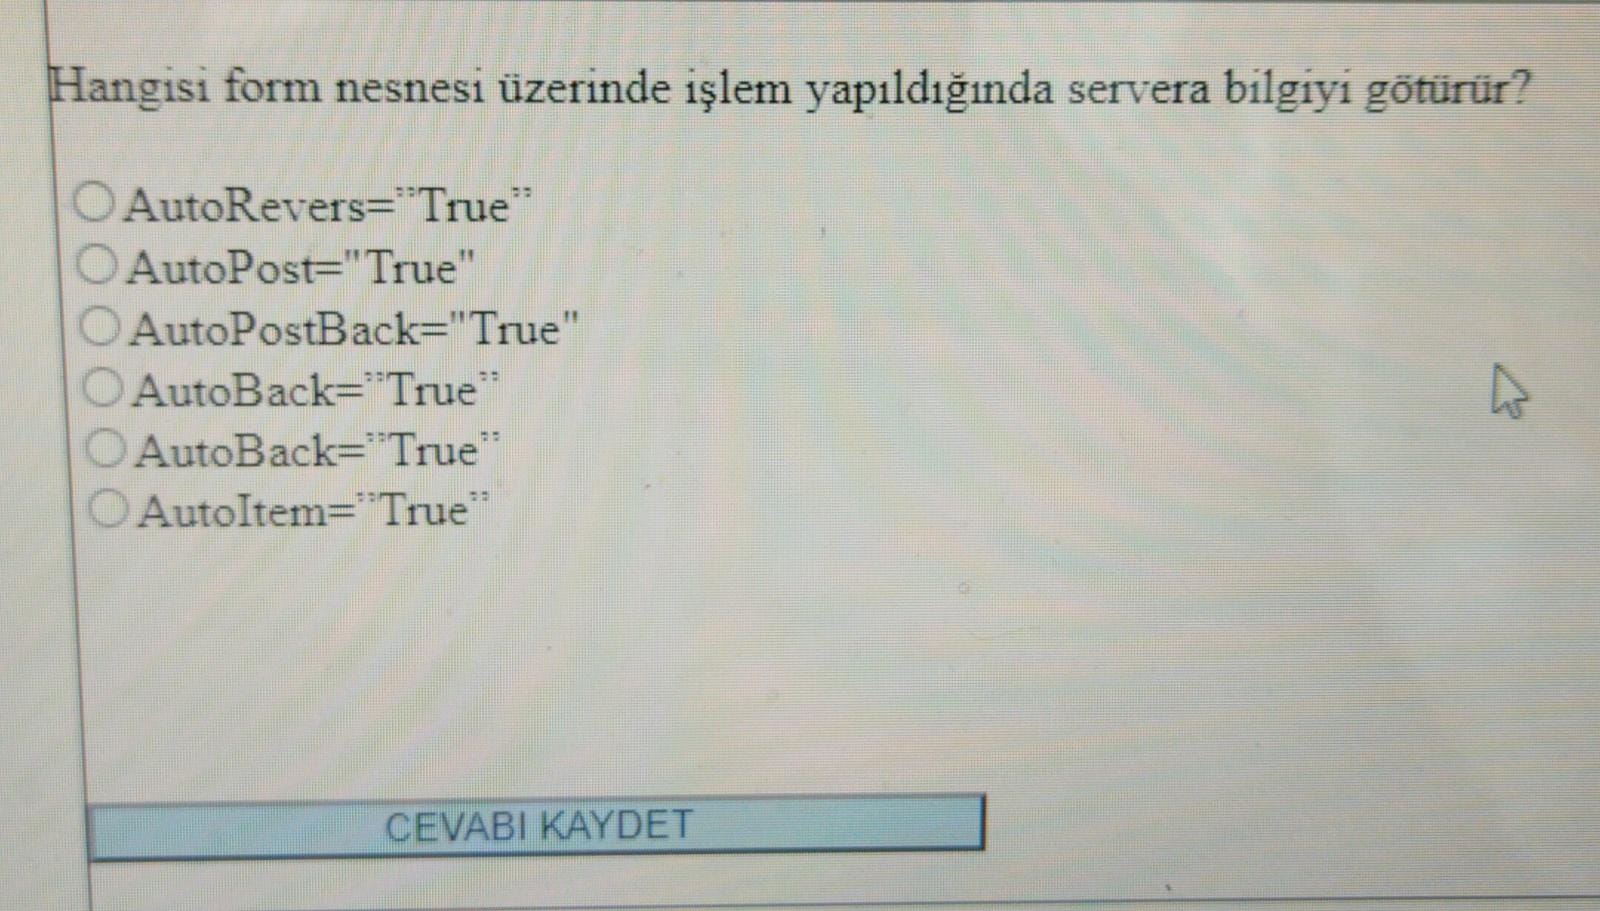 Hangisi form nesnesi üzerinde işlem yapıldığında servera bilgiyi götürür?
AutoRevers=”True”
AutoPost="True"
AutoPostBack="True"
AutoBack=”True”
AutoBack=”True”
AutoItem=”True”
CEVABI KAYDET